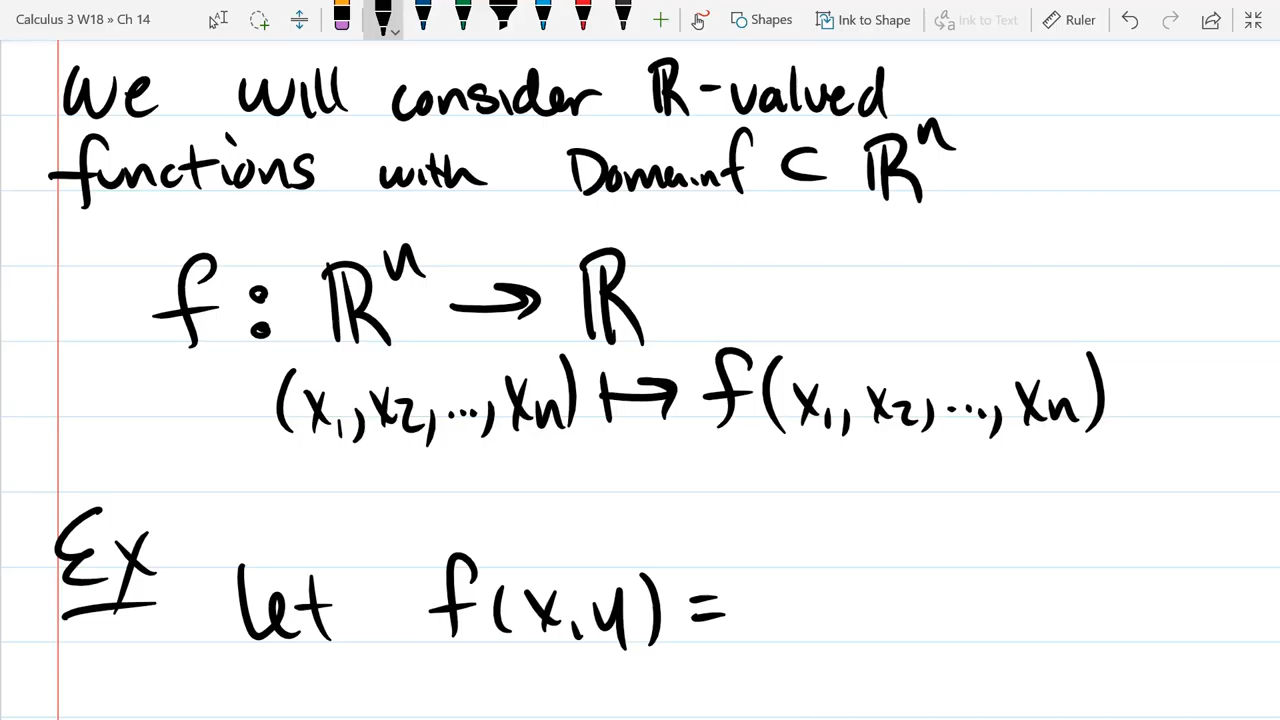 Calculus 3 W18 » Ch 14
Shapes
Ink to Shape
Ink to Text
Ruler
We will consider ℝ-valued
functions with Domain f ⊂ ℝⁿ
f : ℝⁿ → ℝ
(x₁, x₂, ..., xₙ) ↦ f(x₁, x₂, ..., xₙ)
Ex let f(x,y) =